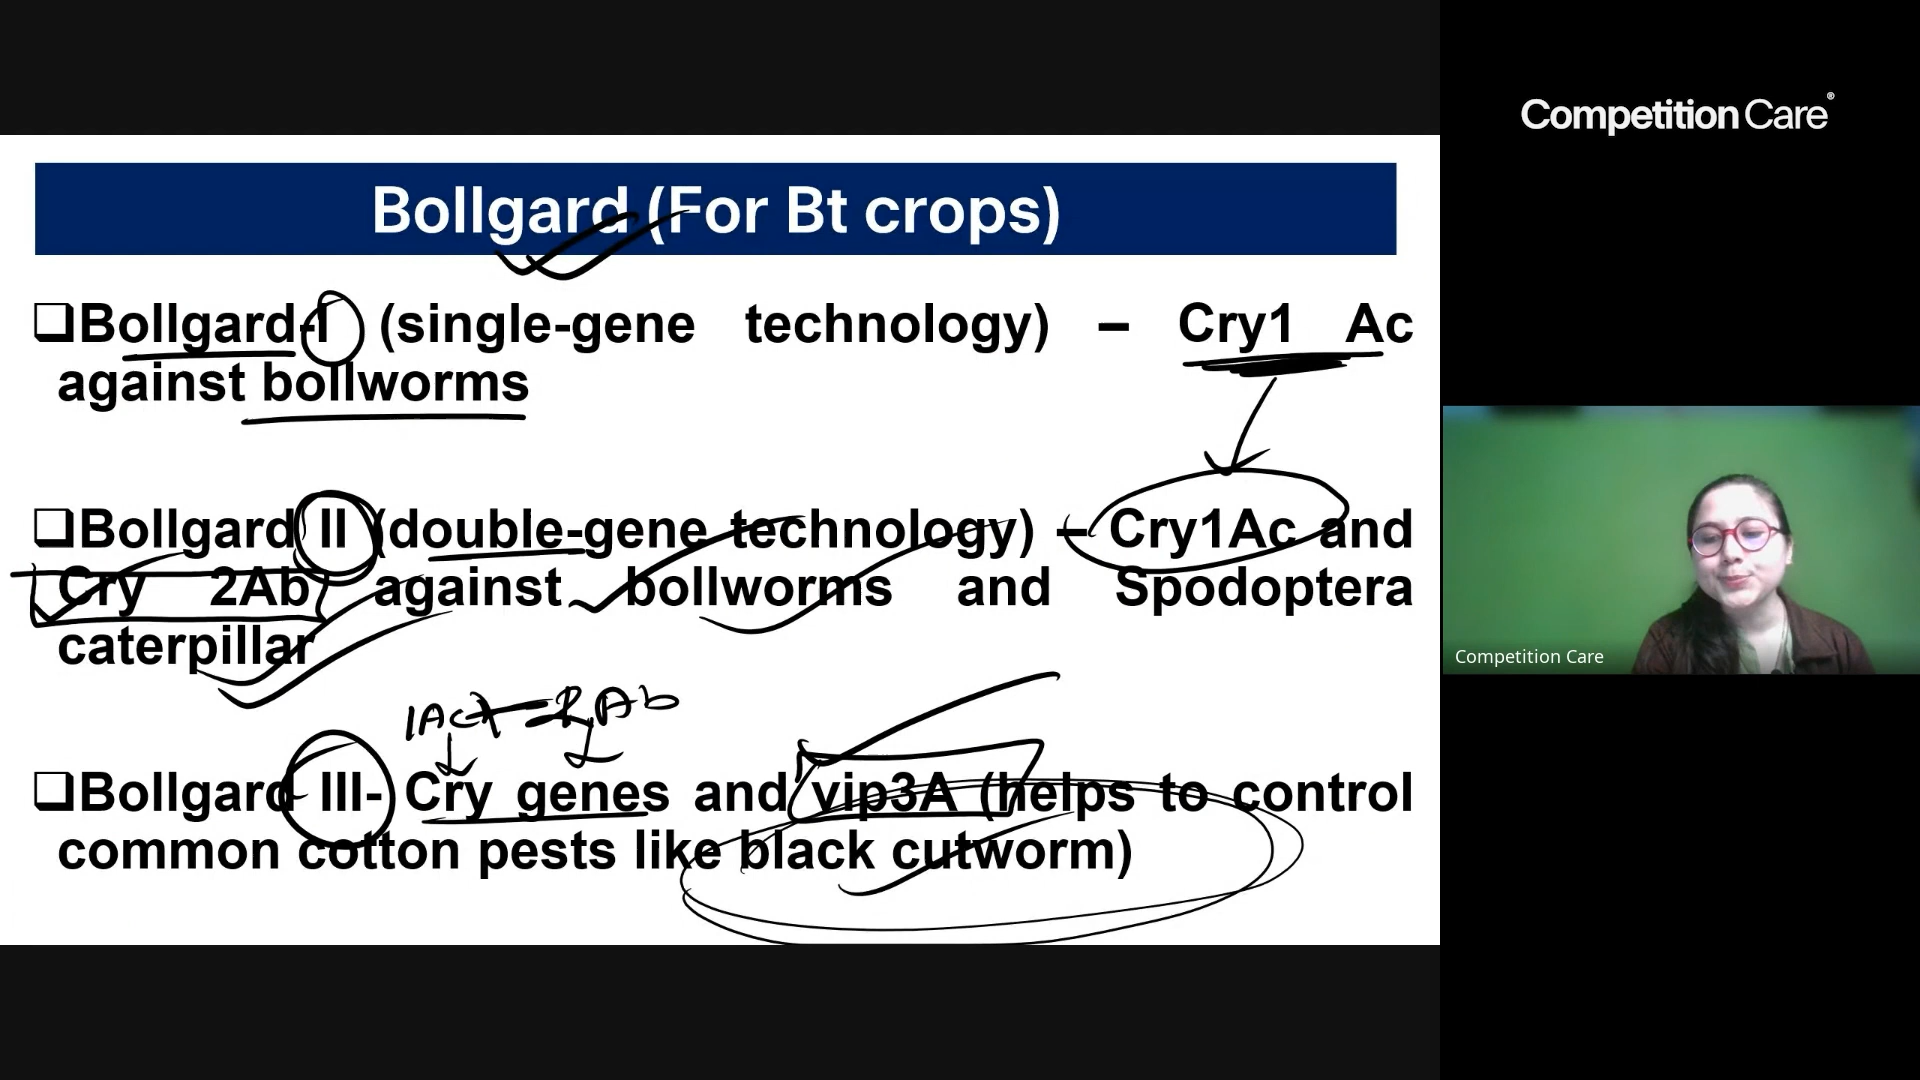 Competition Care®
Bollgard (For Bt crops)
❑Bollgard-I (single-gene technology) – Cry1 Ac
against bollworms
❑Bollgard II (double-gene technology) – Cry1Ac and
Cry 2Ab) against bollworms and Spodoptera
caterpillar
1Ac + 2Ab
❑Bollgard III- Cry genes and vip3A (helps to control
common cotton pests like black cutworm)
Competition Care